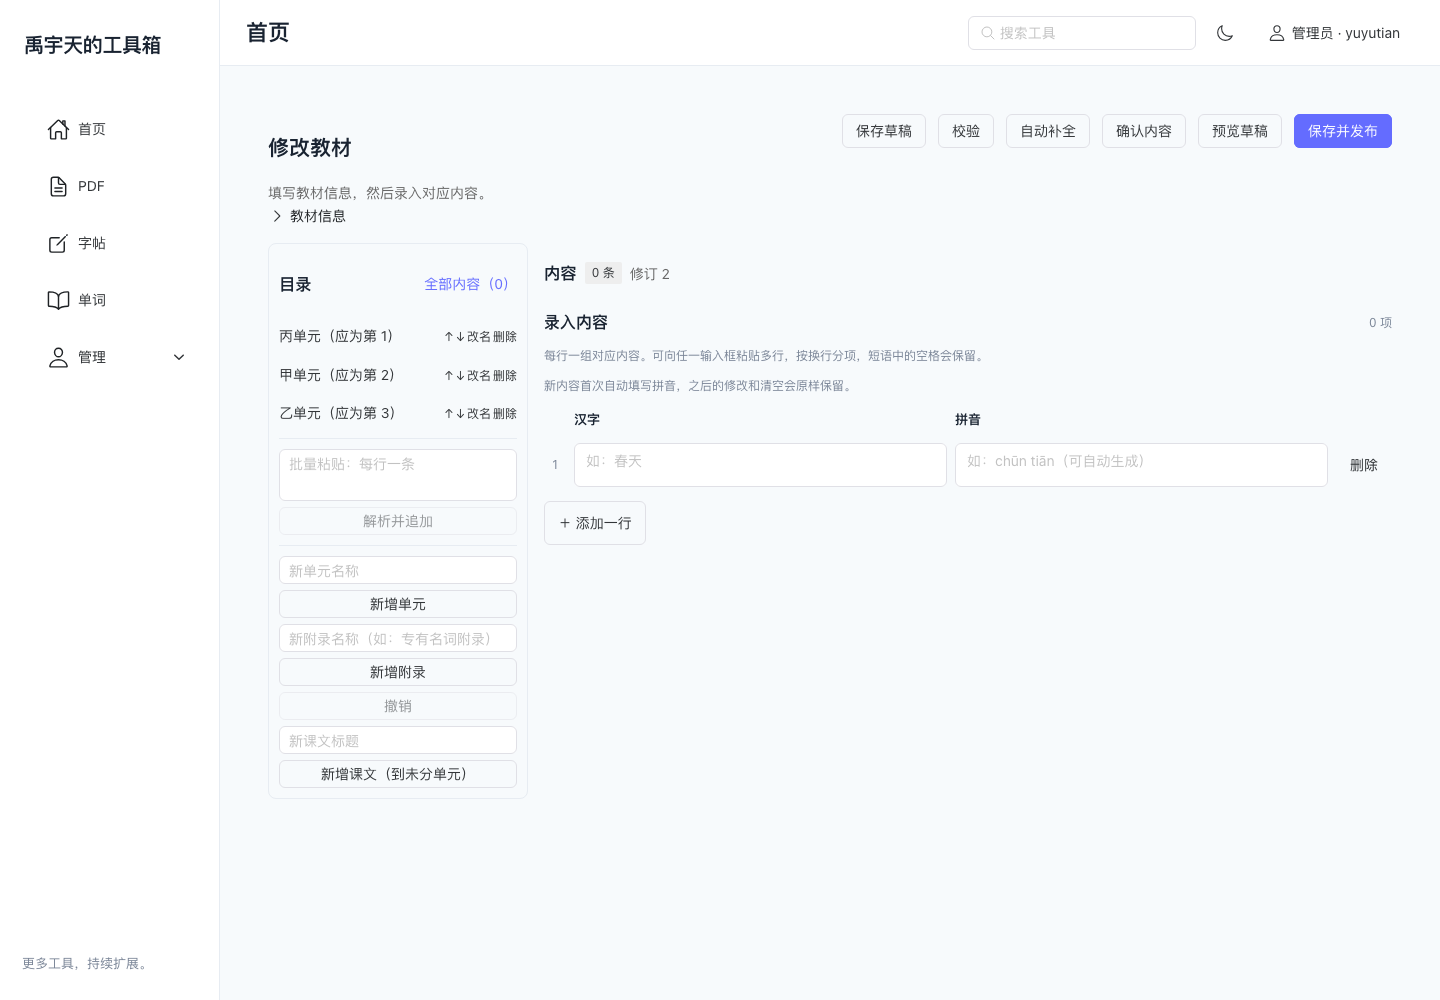 禹宇天的工具箱
首页
搜索工具
管理员 · yuyutian
首页
PDF
字帖
单词
管理
更多工具，持续扩展。
修改教材
保存草稿
校验
自动补全
确认内容
预览草稿
保存并发布
填写教材信息，然后录入对应内容。
教材信息
目录
全部内容（0）
丙单元（应为第 1） ↑ ↓ 改名 删除
甲单元（应为第 2） ↑ ↓ 改名 删除
乙单元（应为第 3） ↑ ↓ 改名 删除
批量粘贴：每行一条
解析并追加
新单元名称
新增单元
新附录名称（如：专有名词附录）
新增附录
撤销
新课文标题
新增课文（到未分单元）
内容 0 条 修订 2
录入内容
0 项
每行一组对应内容。可向任一输入框粘贴多行，按换行分项，短语中的空格会保留。
新内容首次自动填写拼音，之后的修改和清空会原样保留。
汉字 拼音
1 如：春天 如：chūn tiān（可自动生成） 删除
+ 添加一行